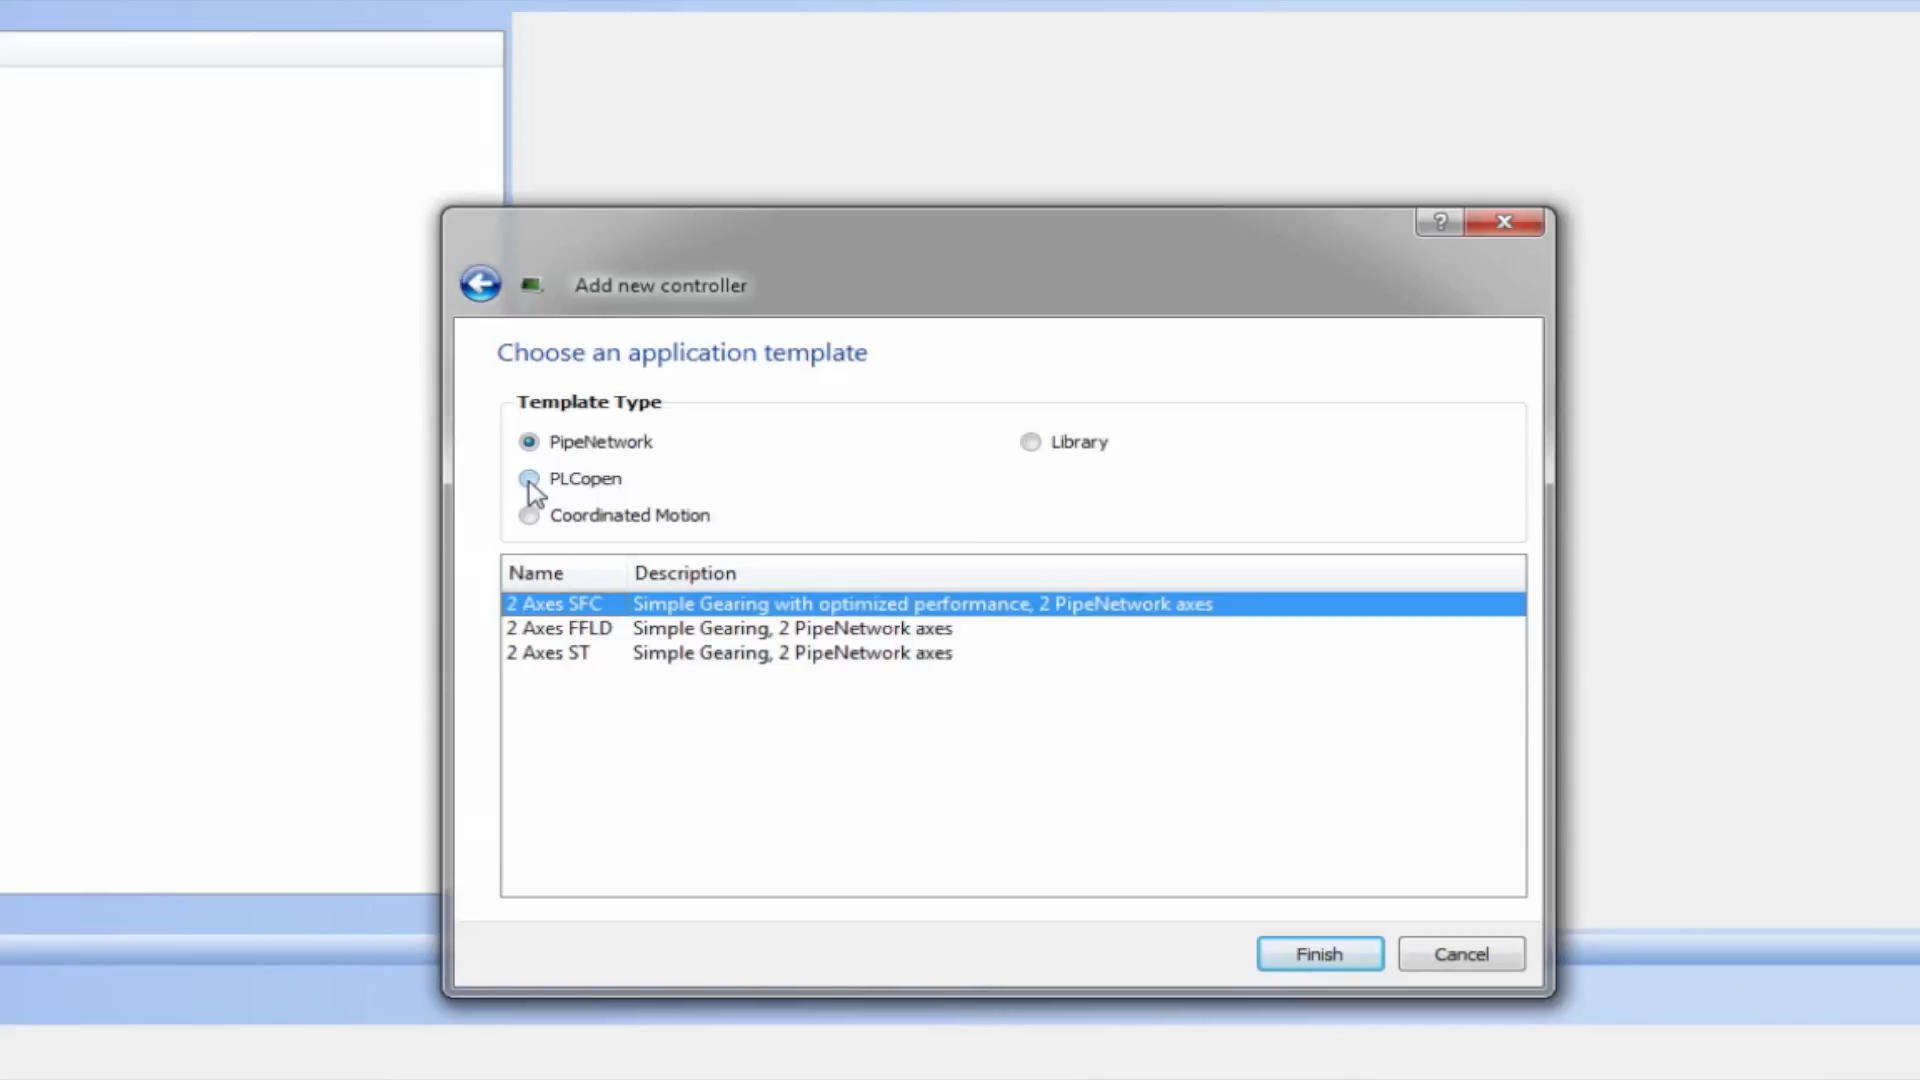 ?
Add new controller
Choose an application template
Template Type
PipeNetwork
Library
PLCopen
Coordinated Motion
Name Description
2 Axes SFC Simple Gearing with optimized performance, 2 PipeNetwork axes
2 Axes FFLD Simple Gearing, 2 PipeNetwork axes
2 Axes ST Simple Gearing, 2 PipeNetwork axes
Finish Cancel